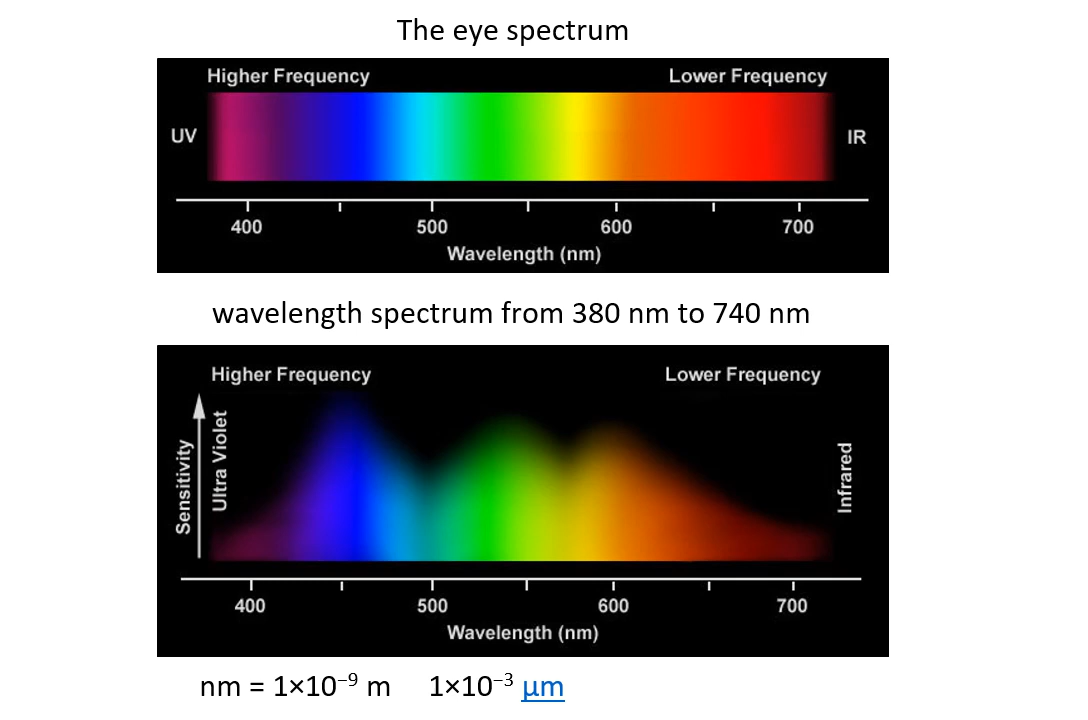 The eye spectrum
Higher Frequency Lower Frequency
UV IR
400 500 600 700
Wavelength (nm)
wavelength spectrum from 380 nm to 740 nm
Higher Frequency Lower Frequency
Sensitivity
Ultra Violet
Infrared
400 500 600 700
Wavelength (nm)
nm = 1×10⁻⁹ m 1×10⁻³ µm